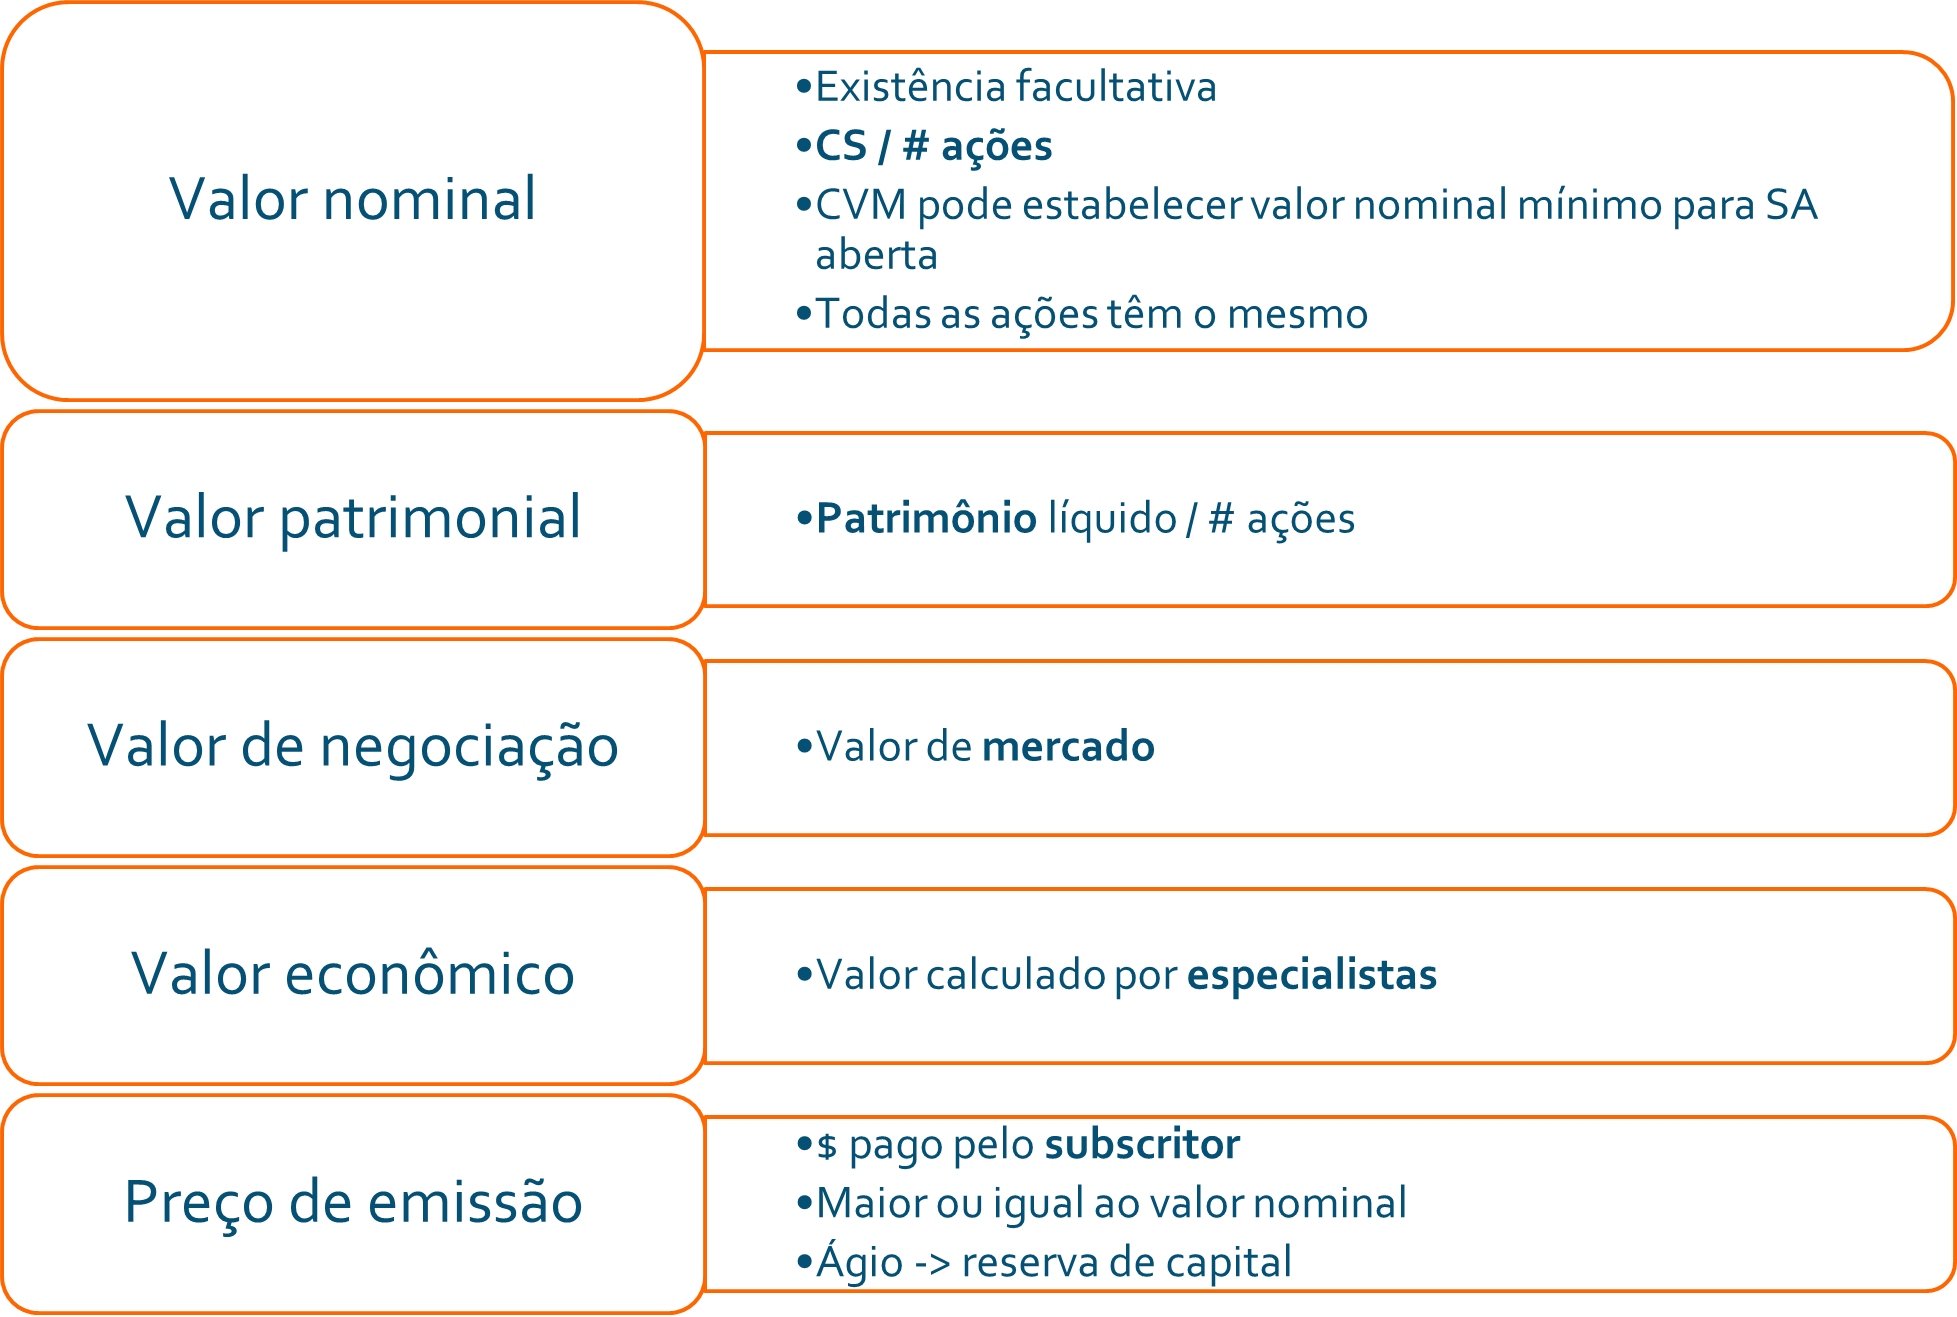 Valor nominal
•Existência facultativa
•CS / # ações
•CVM pode estabelecer valor nominal mínimo para SA
aberta
•Todas as ações têm o mesmo
Valor patrimonial
•Patrimônio líquido / # ações
Valor de negociação
•Valor de mercado
Valor econômico
•Valor calculado por especialistas
Preço de emissão
•$ pago pelo subscritor
•Maior ou igual ao valor nominal
•Ágio -> reserva de capital